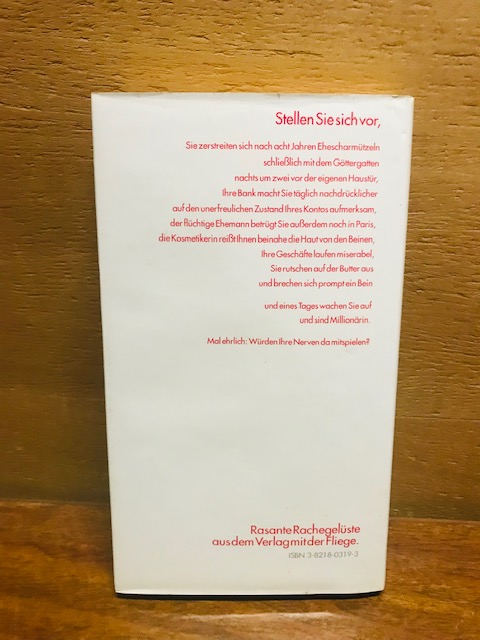 Stellen Sie sich vor,
Sie zerstreiten sich nach acht Jahren Ehescharmützeln
schließlich mit dem Göttergatten
nachts um zwei vor der eigenen Haustür,
Ihre Bank macht Sie täglich nachdrücklicher
auf den unerfreulichen Zustand Ihres Kontos aufmerksam,
der flüchtige Ehemann betrügt Sie außerdem noch in Paris,
die Kosmetikerin reißt Ihnen beinahe die Haut von den Beinen,
Ihre Geschäfte laufen miserabel,
Sie rutschen auf der Butter aus
und brechen sich prompt ein Bein
und eines Tages wachen Sie auf
und sind Millionärin.
Mal ehrlich: Würden Ihre Nerven da mitspielen?
Rasante Rachegelüste
aus dem Verlag mit der Fliege.
ISBN 3-8218-0319-3